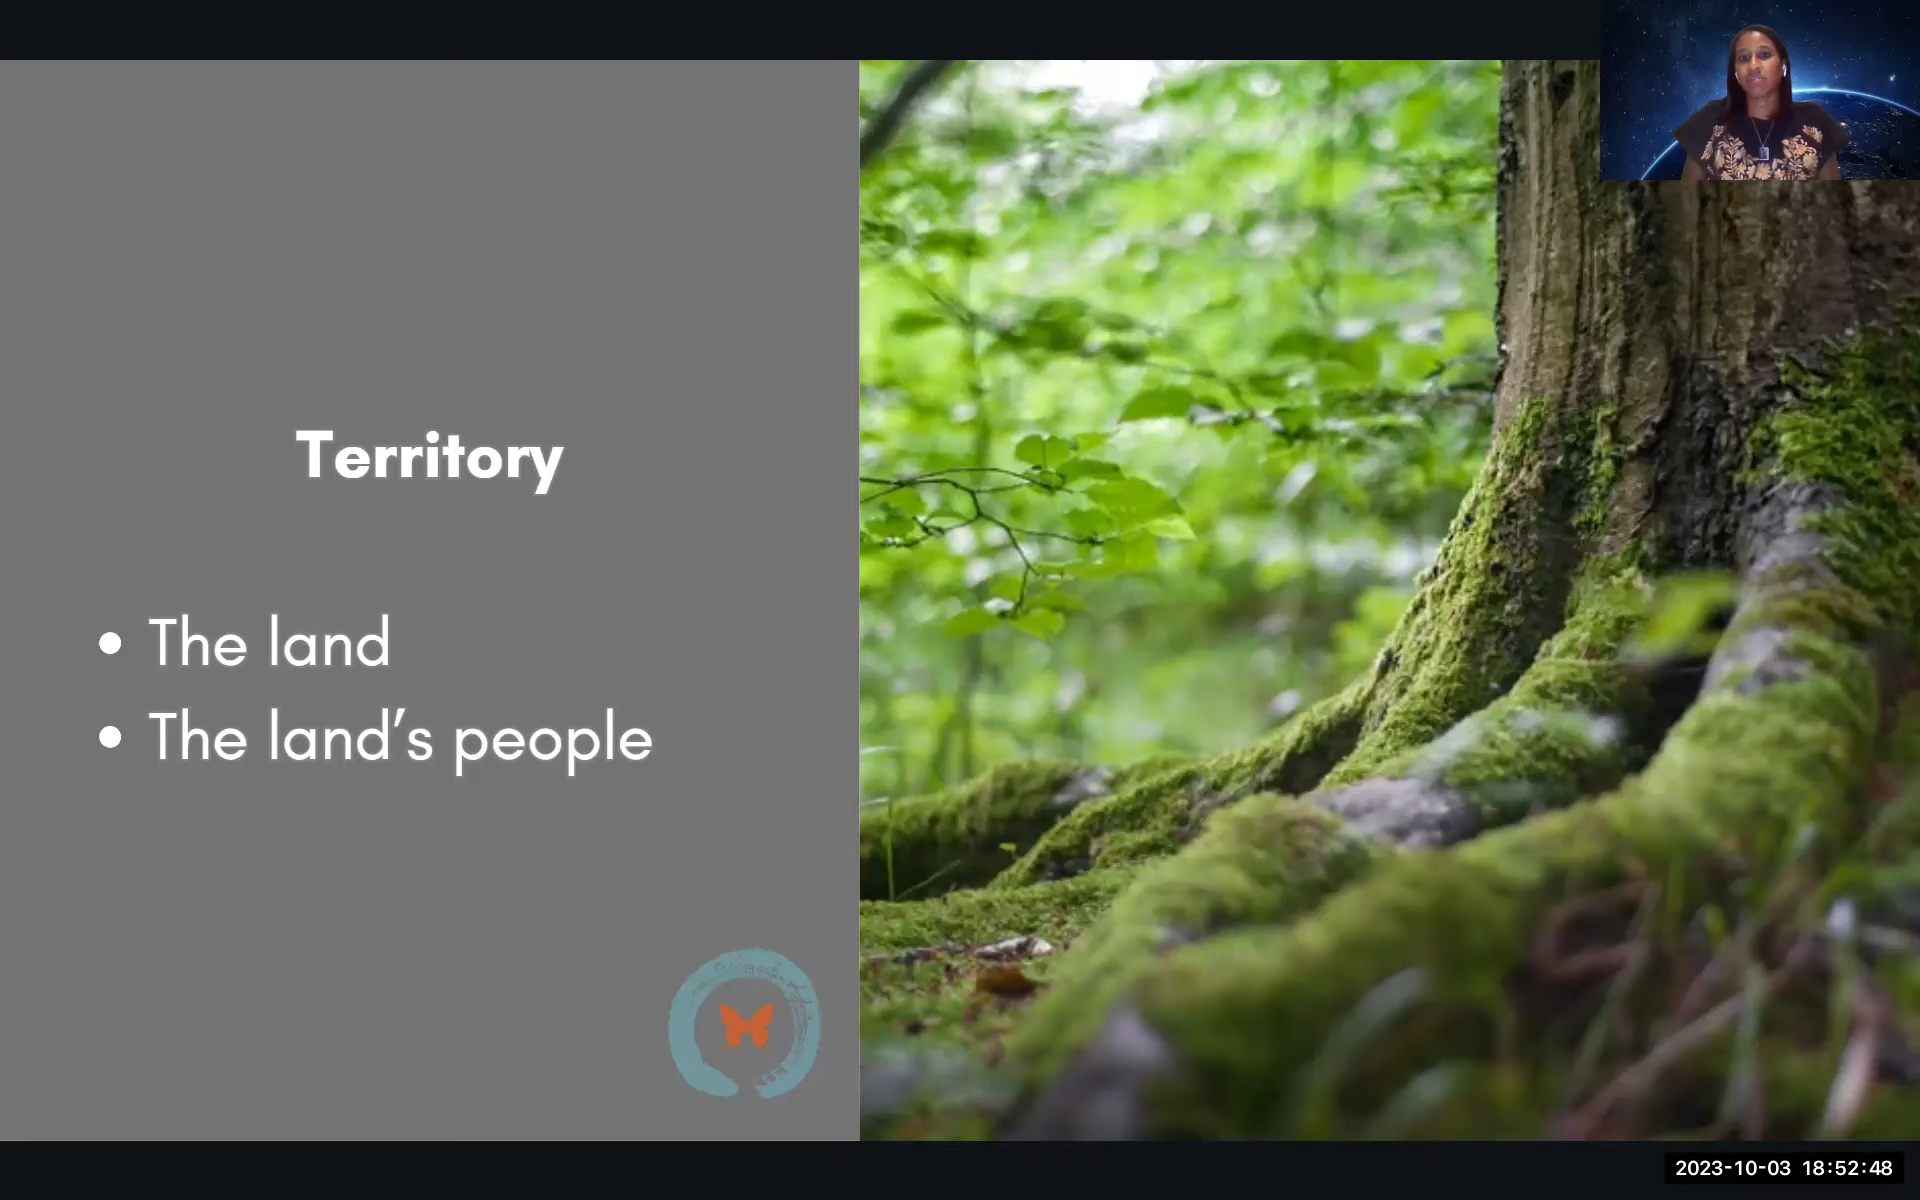 Territory
• The land
• The land's people
2023-10-03 18:52:48